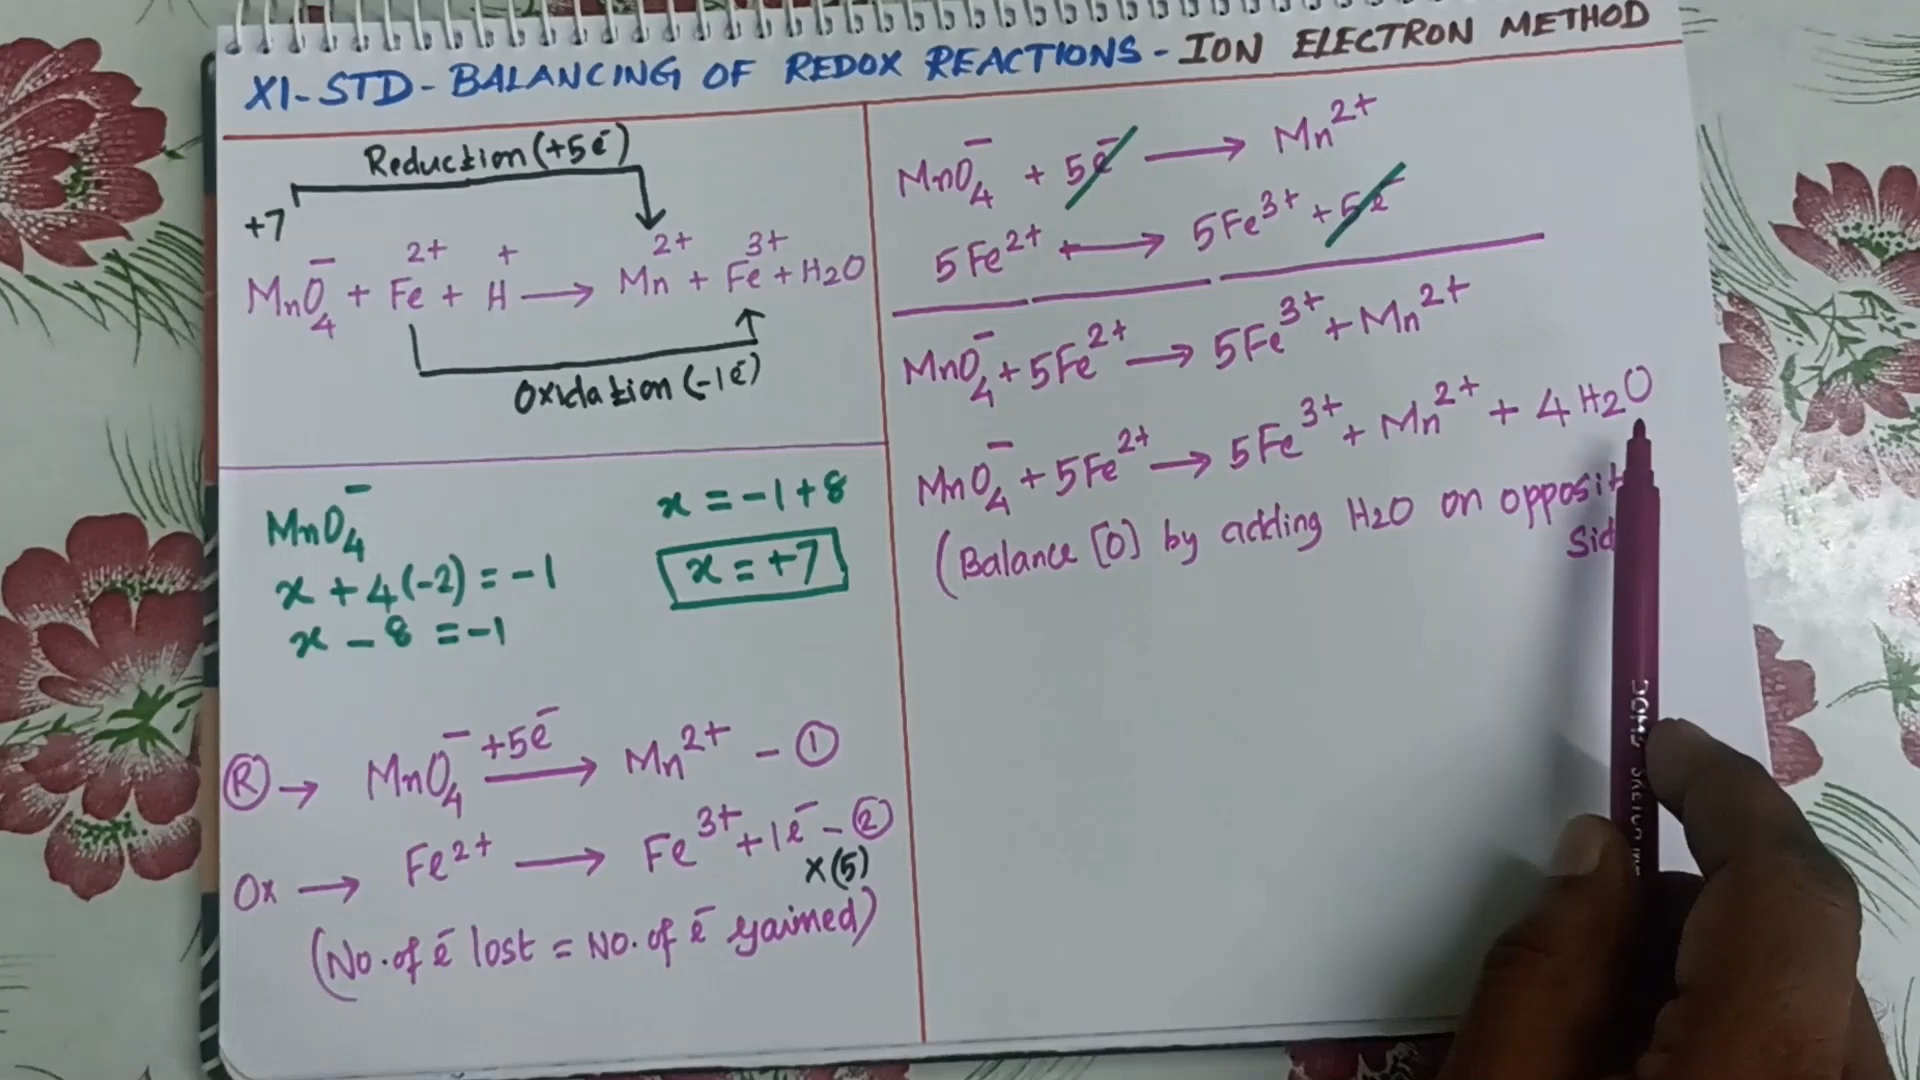 XI-STD-BALANCING OF REDOX REACTIONS - ION ELECTRON METHOD
Reduction (+5e⁻)
+7
MnO₄⁻ + Fe²⁺ + H⁺ ⟶ Mn²⁺ + Fe³⁺ + H2O
Oxidation (-1e⁻)
MnO₄⁻
x + 4(-2) = -1
x - 8 = -1
x = -1+8
x = +7
Ⓡ → MnO₄⁻ +5e⁻ ⟶ Mn²⁺ - ①
Ox → Fe²⁺ ⟶ Fe³⁺ + 1e⁻ - ②
x(5)
(No. of e⁻ lost = No. of e⁻ gained)
MnO₄⁻ + 5e⁻ ⟶ Mn²⁺
5Fe²⁺ ⟶ 5Fe³⁺ + 5e⁻
MnO₄⁻ + 5Fe²⁺ ⟶ 5Fe³⁺ + Mn²⁺
MnO₄⁻ + 5Fe²⁺ ⟶ 5Fe³⁺ + Mn²⁺ + 4H2O
(Balance [O] by adding H2O on opposit
Sid
DOMS